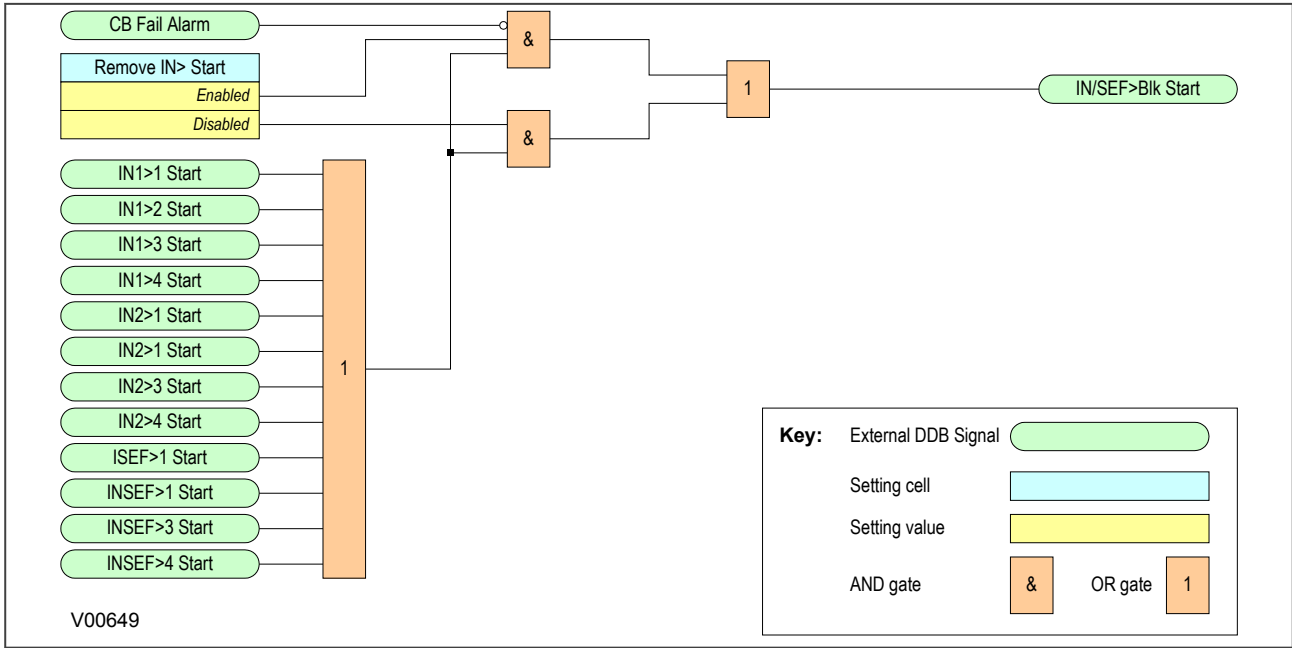 CB Fail Alarm
&
Remove IN> Start
Enabled
Disabled
&
1
IN/SEF>Blk Start
IN1>1 Start
IN1>2 Start
IN1>3 Start
IN1>4 Start
IN2>1 Start
IN2>1 Start
IN2>3 Start
IN2>4 Start
ISEF>1 Start
INSEF>1 Start
INSEF>3 Start
INSEF>4 Start
1
Key: External DDB Signal
Setting cell
Setting value
AND gate & OR gate 1
V00649